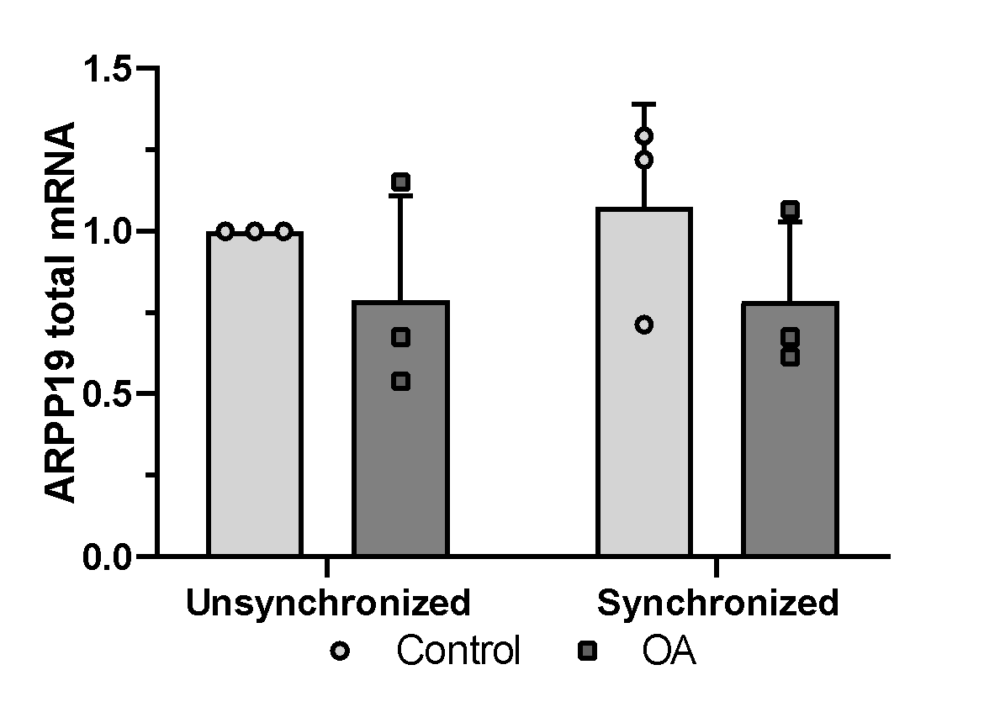 ARPP19 total mRNA
1.5
1.0
0.5
0.0
Unsynchronized Synchronized
Control OA